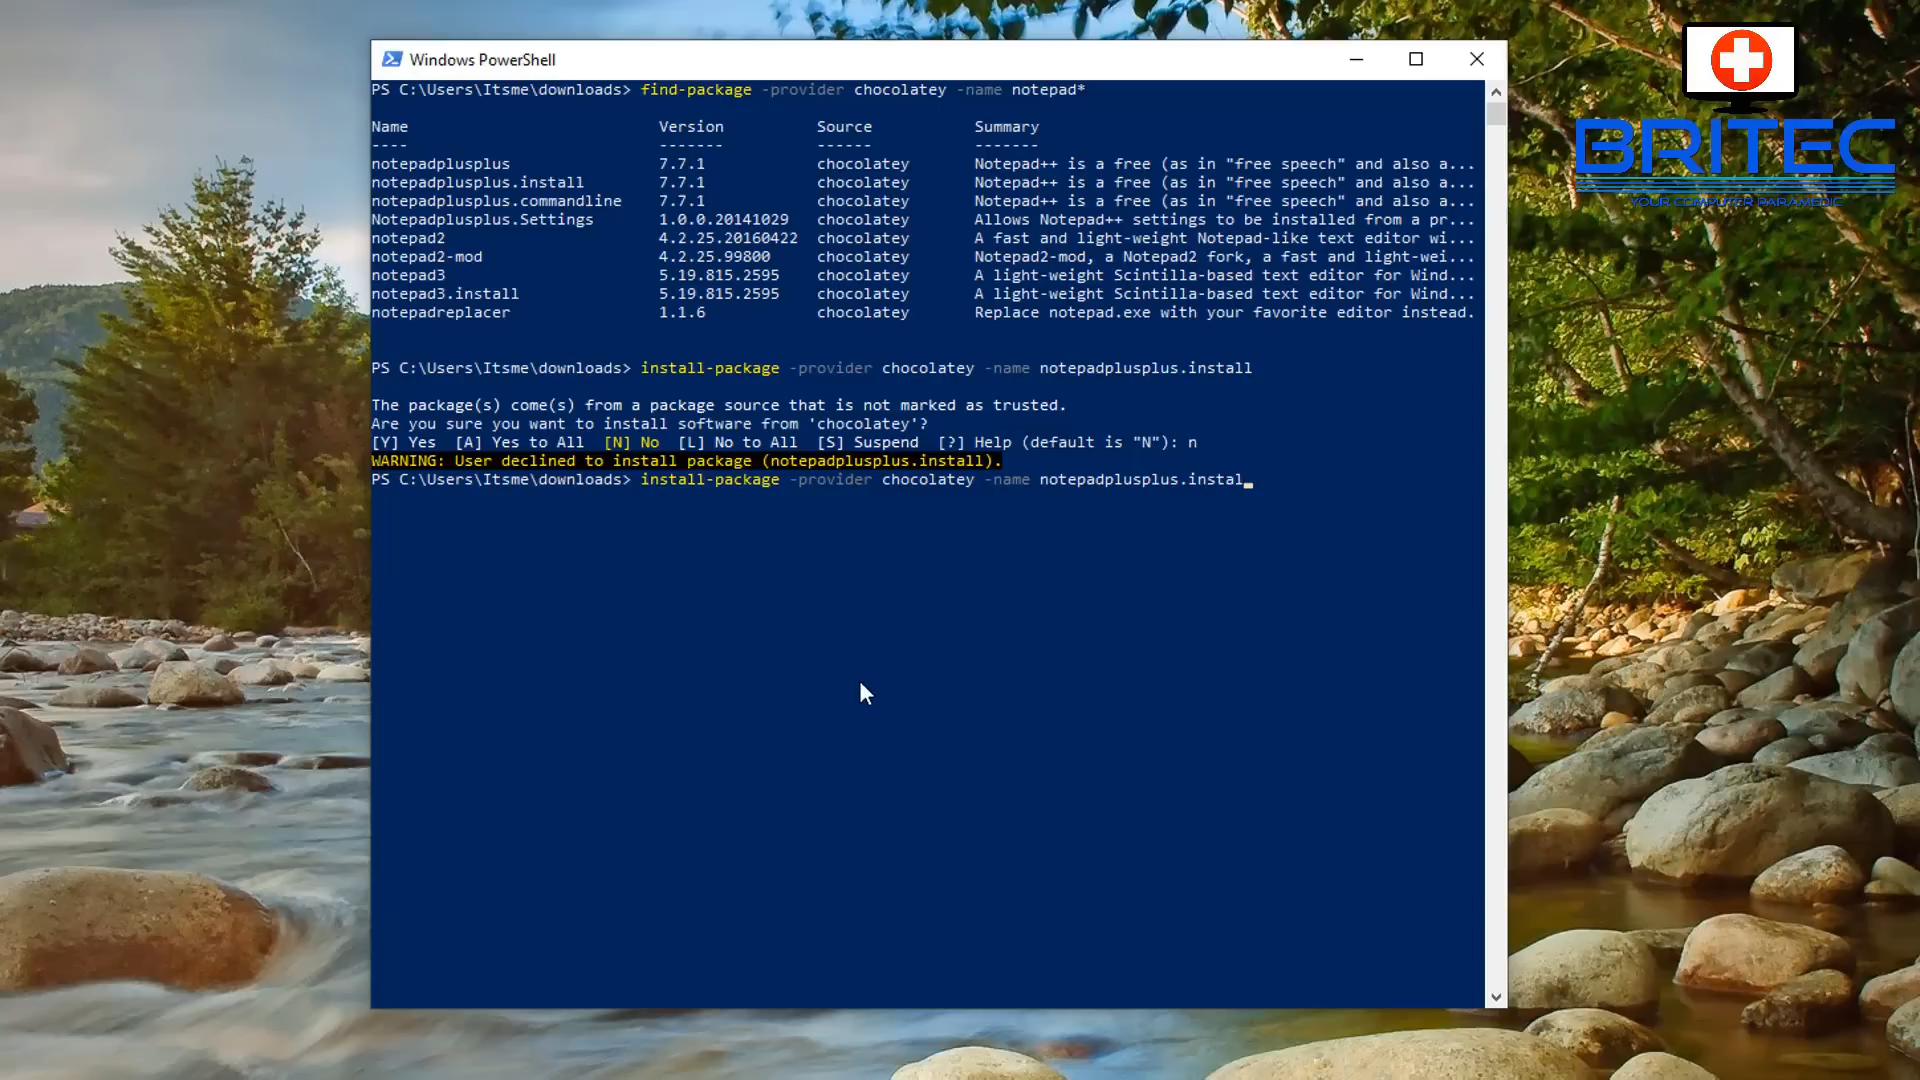 Windows PowerShell
PS C:\Users\Itsme\downloads> find-package -provider chocolatey -name notepad*
Name Version Source Summary
---- ------- ------ -------
notepadplusplus 7.7.1 chocolatey Notepad++ is a free (as in "free speech" and also a...
notepadplusplus.install 7.7.1 chocolatey Notepad++ is a free (as in "free speech" and also a...
notepadplusplus.commandline 7.7.1 chocolatey Notepad++ is a free (as in "free speech" and also a...
Notepadplusplus.Settings 1.0.0.20141029 chocolatey Allows Notepad++ settings to be installed from a pr...
notepad2 4.2.25.20160422 chocolatey A fast and light-weight Notepad-like text editor wi...
notepad2-mod 4.2.25.99800 chocolatey Notepad2-mod, a Notepad2 fork, a fast and light-wei...
notepad3 5.19.815.2595 chocolatey A light-weight Scintilla-based text editor for Wind...
notepad3.install 5.19.815.2595 chocolatey A light-weight Scintilla-based text editor for Wind...
notepadreplacer 1.1.6 chocolatey Replace notepad.exe with your favorite editor instead.
PS C:\Users\Itsme\downloads> install-package -provider chocolatey -name notepadplusplus.install
The package(s) come(s) from a package source that is not marked as trusted.
Are you sure you want to install software from 'chocolatey'?
[Y] Yes [A] Yes to All [N] No [L] No to All [S] Suspend [?] Help (default is "N"): n
WARNING: User declined to install package (notepadplusplus.install).
PS C:\Users\Itsme\downloads> install-package -provider chocolatey -name notepadplusplus.instal
BRITEC
YOUR COMPUTER PARAMEDIC